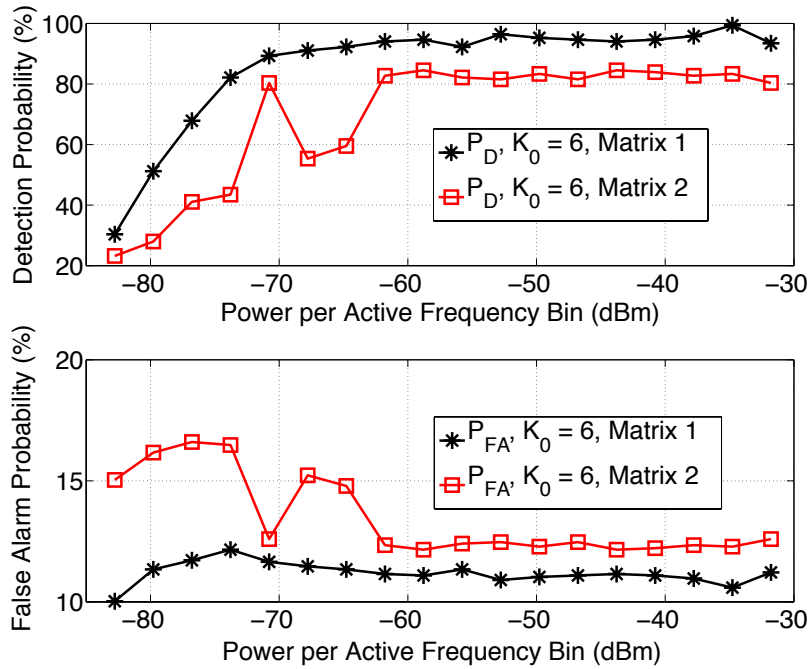 100
80
60
40
20
Detection Probability (%)
P_D, K_0 = 6, Matrix 1
P_D, K_0 = 6, Matrix 2
−80 −70 −60 −50 −40 −30
Power per Active Frequency Bin (dBm)
20
15
10
False Alarm Probability (%)
P_FA, K_0 = 6, Matrix 1
P_FA, K_0 = 6, Matrix 2
−80 −70 −60 −50 −40 −30
Power per Active Frequency Bin (dBm)